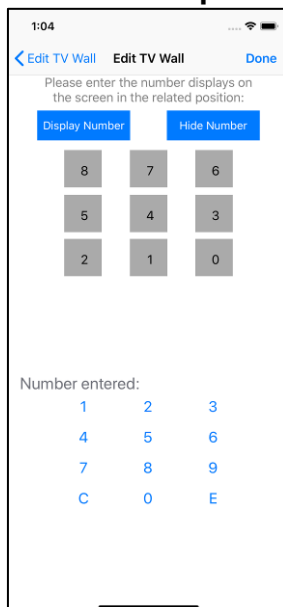 1:04
Edit TV Wall Edit TV Wall Done
Please enter the number displays on
the screen in the related position:
Display Number Hide Number
8 7 6
5 4 3
2 1 0
Number entered:
1 2 3
4 5 6
7 8 9
C 0 E